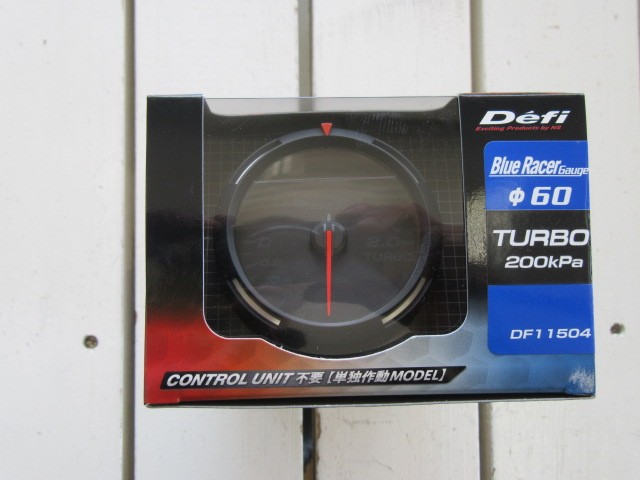 Défi
Exciting Products by NS
Blue Racer Gauge
Φ60
TURBO
200kPa
DF11504
CONTROL UNIT 不要 [単独作動MODEL]